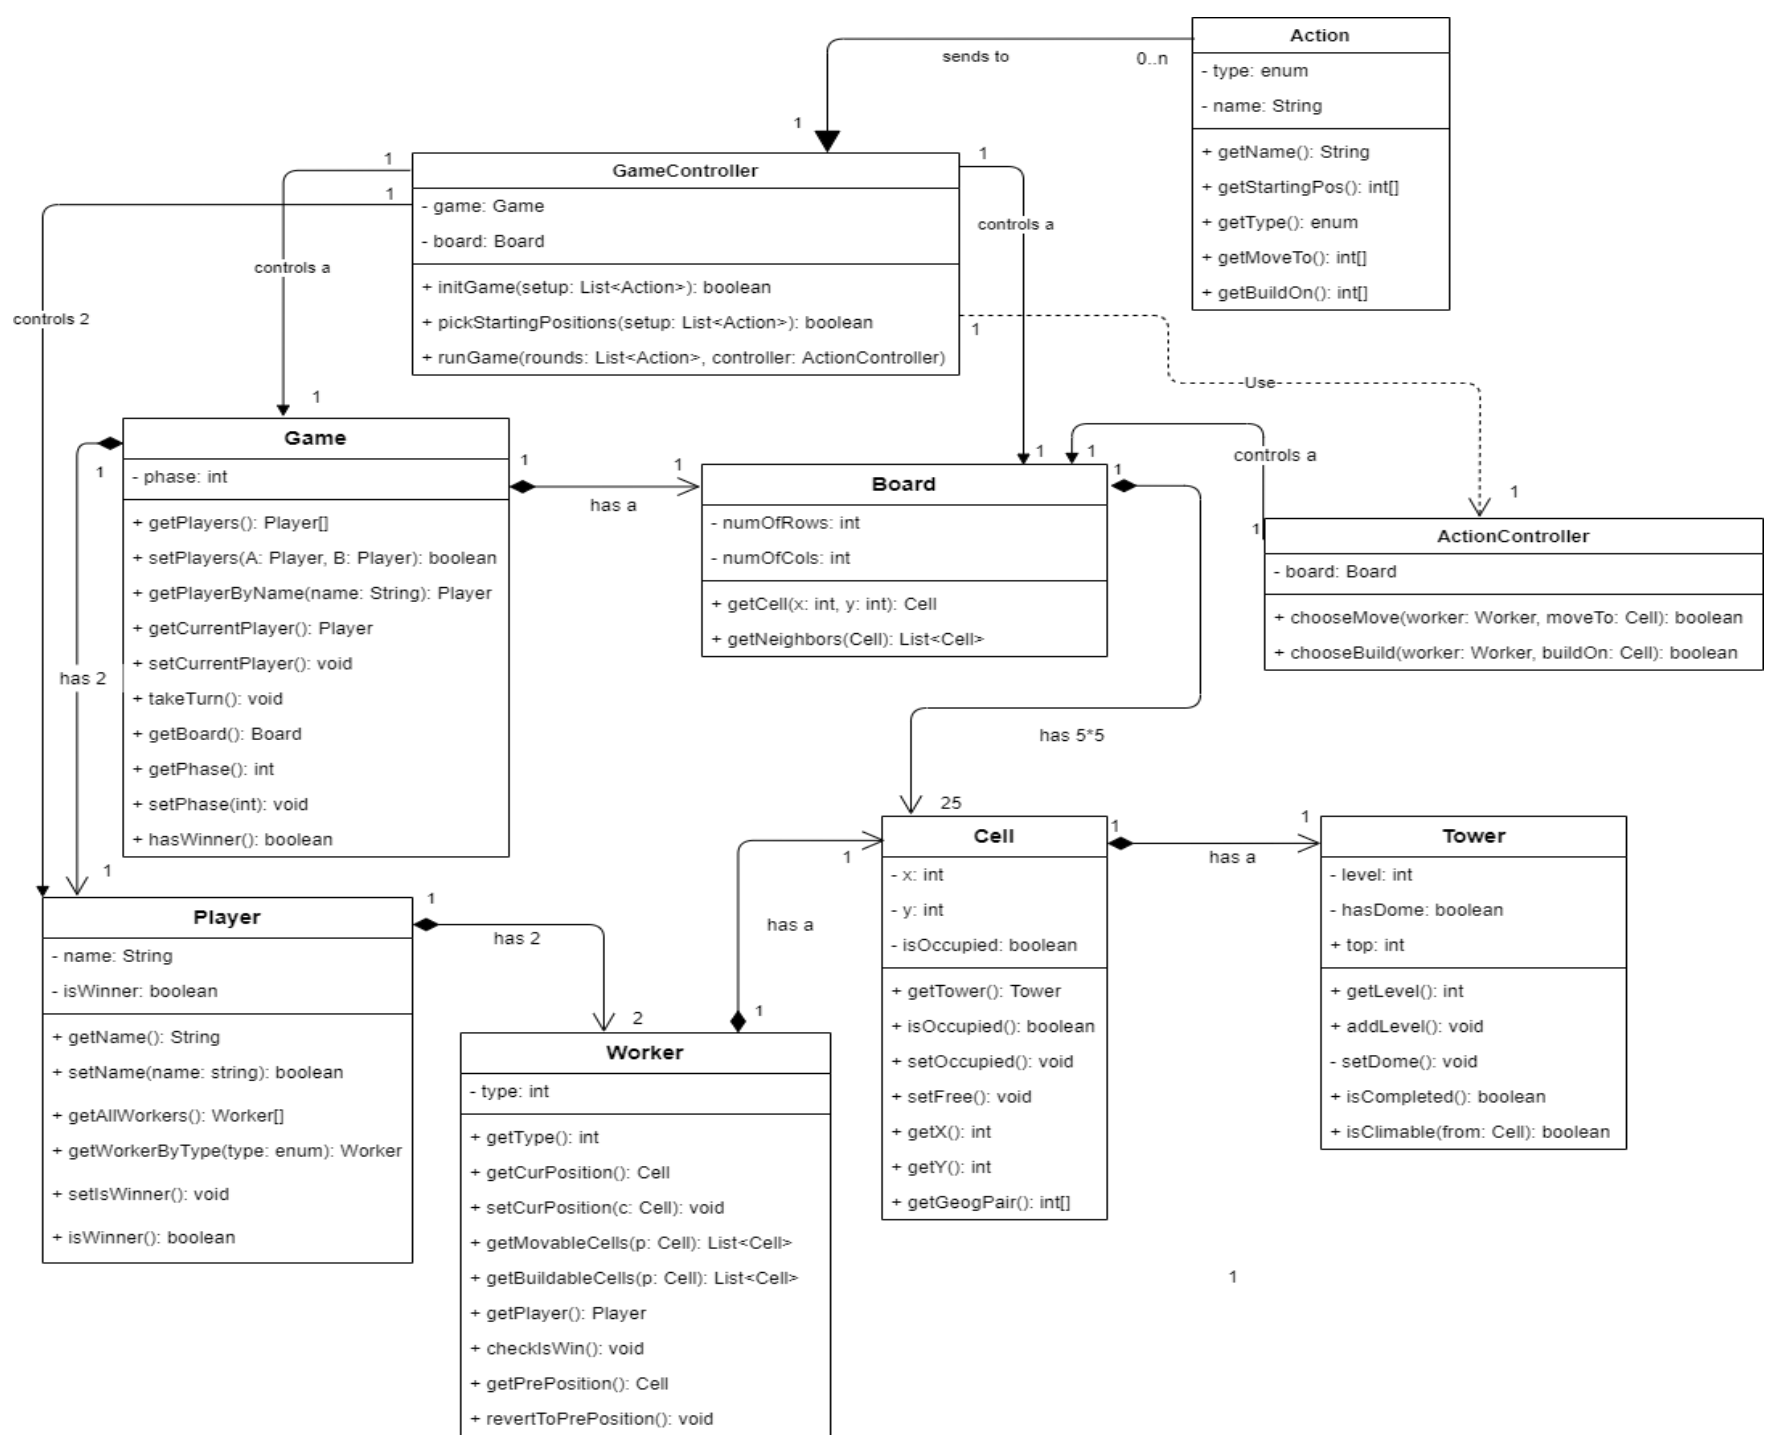 Action
- type: enum
- name: String
+ getName(): String
+ getStartingPos(): int[]
+ getType(): enum
+ getMoveTo(): int[]
+ getBuildOn(): int[]
sends to
0..n
1
GameController
- game: Game
- board: Board
+ initGame(setup: List<Action>): boolean
+ pickStartingPositions(setup: List<Action>): boolean
+ runGame(rounds: List<Action>, controller: ActionController)
1
1
1
controls a
controls a
controls 2
1
Use
1
1
Game
- phase: int
+ getPlayers(): Player[]
+ setPlayers(A: Player, B: Player): boolean
+ getPlayerByName(name: String): Player
+ getCurrentPlayer(): Player
+ setCurrentPlayer(): void
+ takeTurn(): void
+ getBoard(): Board
+ getPhase(): int
+ setPhase(int): void
+ hasWinner(): boolean
1
has 2
1
1
has a
1
Board
- numOfRows: int
- numOfCols: int
+ getCell(x: int, y: int): Cell
+ getNeighbors(Cell): List<Cell>
1
1
1
controls a
1
ActionController
- board: Board
+ chooseMove(worker: Worker, moveTo: Cell): boolean
+ chooseBuild(worker: Worker, buildOn: Cell): boolean
has 5*5
25
Player
- name: String
- isWinner: boolean
+ getName(): String
+ setName(name: string): boolean
+ getAllWorkers(): Worker[]
+ getWorkerByType(type: enum): Worker
+ setIsWinner(): void
+ isWinner(): boolean
1
has 2
2
Worker
- type: int
+ getType(): int
+ getCurPosition(): Cell
+ setCurPosition(c: Cell): void
+ getMovableCells(p: Cell): List<Cell>
+ getBuildableCells(p: Cell): List<Cell>
+ getPlayer(): Player
+ checkIsWin(): void
+ getPrePosition(): Cell
+ revertToPrePosition(): void
1
has a
1
Cell
- x: int
- y: int
- isOccupied: boolean
+ getTower(): Tower
+ isOccupied(): boolean
+ setOccupied(): void
+ setFree(): void
+ getX(): int
+ getY(): int
+ getGeogPair(): int[]
1
has a
1
Tower
- level: int
- hasDome: boolean
+ top: int
+ getLevel(): int
+ addLevel(): void
- setDome(): void
+ isCompleted(): boolean
+ isClimable(from: Cell): boolean
1